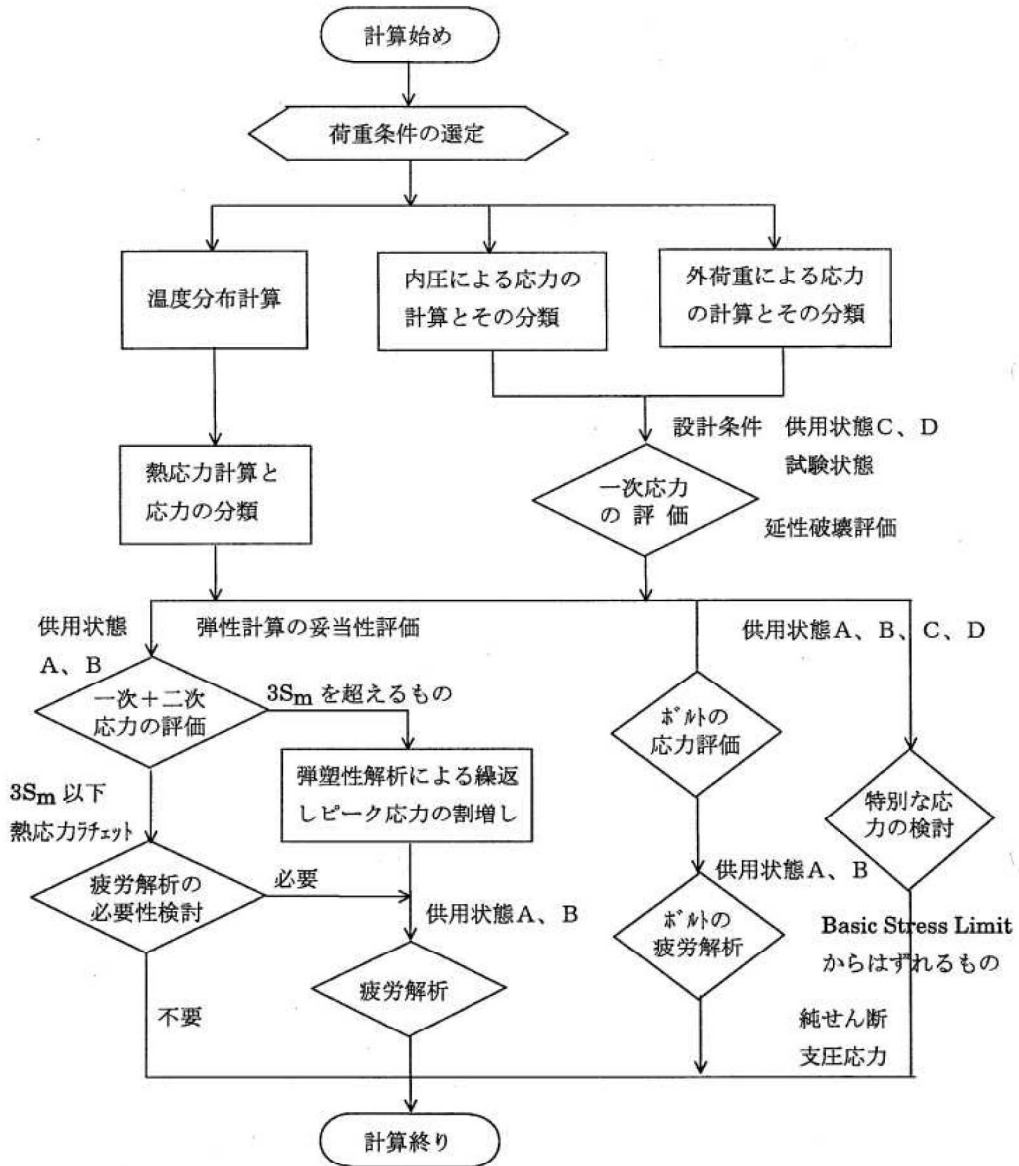 計算始め
荷重条件の選定
温度分布計算
内圧による応力の
計算とその分類
外荷重による応力
の計算とその分類
設計条件 供用状態C、D
試験状態
熱応力計算と
応力の分類
一次応力
の評価
延性破壊評価
供用状態
A、B
弾性計算の妥当性評価
供用状態A、B、C、D
一次＋二次
応力の評価
3Smを超えるもの
ボルトの
応力評価
弾塑性解析による繰返
しピーク応力の割増し
3Sm以下
熱応力ラチェット
特別な応
力の検討
疲労解析の
必要性検討
必要
供用状態A、B
供用状態A、B
ボルトの
疲労解析
Basic Stress Limit
からはずれるもの
疲労解析
不要
純せん断
支圧応力
計算終り